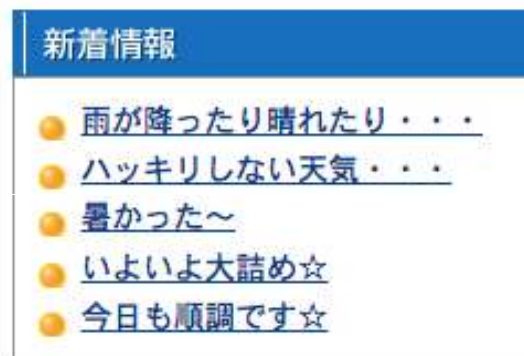 新着情報
雨が降ったり晴れたり・・・
ハッキリしない天気・・・
暑かった～
いよいよ大詰め☆
今日も順調です☆